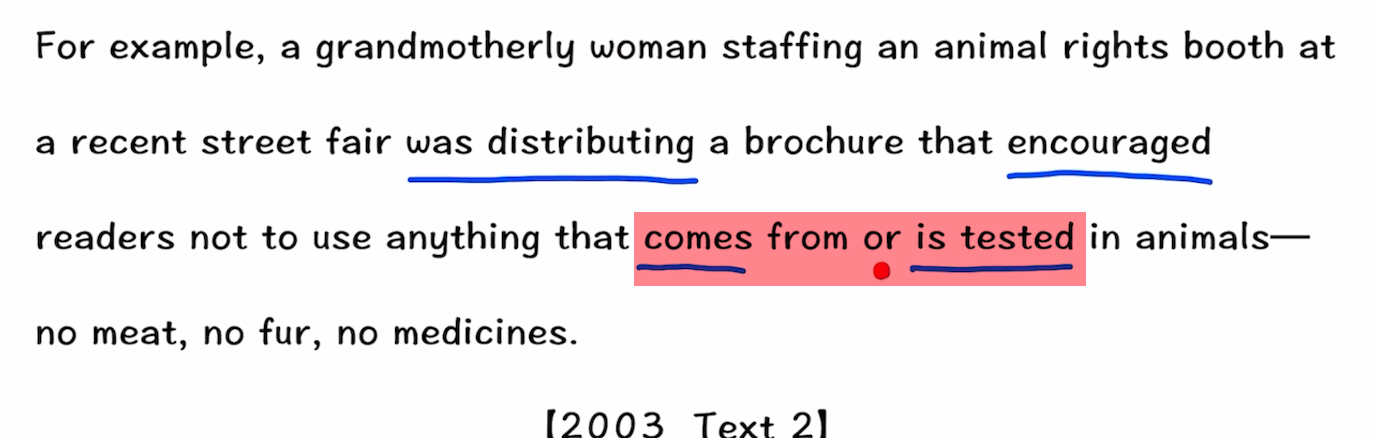 For example, a grandmotherly woman staffing an animal rights booth at
a recent street fair was distributing a brochure that encouraged
readers not to use anything that comes from or is tested in animals—
no meat, no fur, no medicines.
【2003 Text 2】